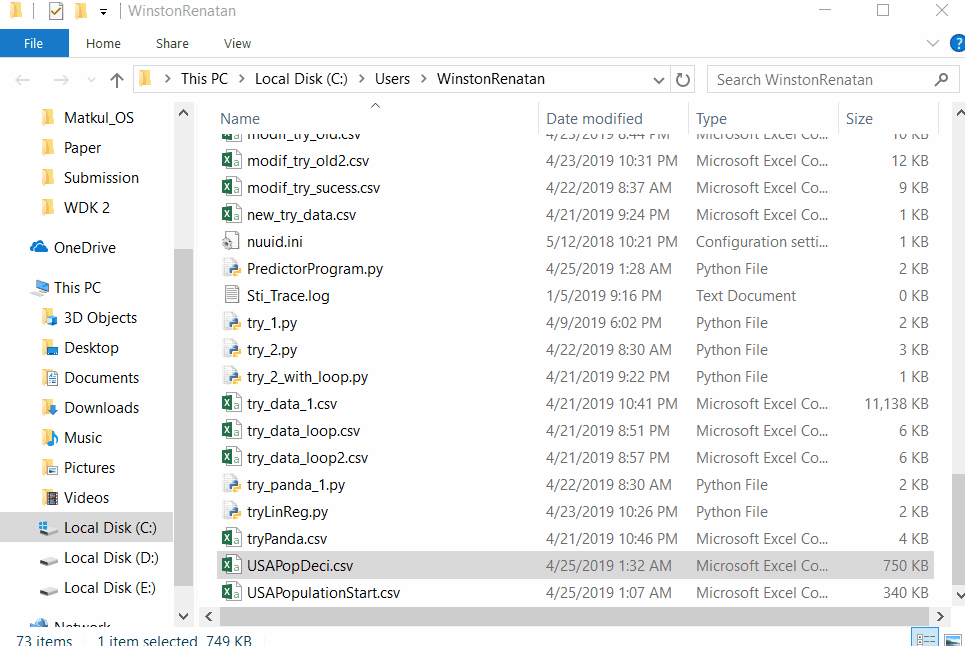 WinstonRenatan
File Home Share View
This PC > Local Disk (C:) > Users > WinstonRenatan
Search WinstonRenatan
Matkul_OS
Paper
Submission
WDK 2
OneDrive
This PC
3D Objects
Desktop
Documents
Downloads
Music
Pictures
Videos
Local Disk (C:)
Local Disk (D:)
Local Disk (E:)
Network
Name Date modified Type Size
modif_try_old.csv 4/23/2019 8:44 PM Microsoft Excel Co... 10 KB
modif_try_old2.csv 4/23/2019 10:31 PM Microsoft Excel Co... 12 KB
modif_try_sucess.csv 4/22/2019 8:37 AM Microsoft Excel Co... 9 KB
new_try_data.csv 4/21/2019 9:24 PM Microsoft Excel Co... 1 KB
nuuid.ini 5/12/2018 10:21 PM Configuration setti... 1 KB
PredictorProgram.py 4/25/2019 1:28 AM Python File 2 KB
Sti_Trace.log 1/5/2019 9:16 PM Text Document 0 KB
try_1.py 4/9/2019 6:02 PM Python File 2 KB
try_2.py 4/22/2019 8:30 AM Python File 3 KB
try_2_with_loop.py 4/21/2019 9:22 PM Python File 1 KB
try_data_1.csv 4/21/2019 10:41 PM Microsoft Excel Co... 11,138 KB
try_data_loop.csv 4/21/2019 8:51 PM Microsoft Excel Co... 6 KB
try_data_loop2.csv 4/21/2019 8:57 PM Microsoft Excel Co... 6 KB
try_panda_1.py 4/22/2019 8:30 AM Python File 2 KB
tryLinReg.py 4/23/2019 10:26 PM Python File 2 KB
tryPanda.csv 4/21/2019 10:46 PM Microsoft Excel Co... 4 KB
USAPopDeci.csv 4/25/2019 1:32 AM Microsoft Excel Co... 750 KB
USAPopulationStart.csv 4/25/2019 1:07 AM Microsoft Excel Co... 340 KB
73 items 1 item selected 749 KB